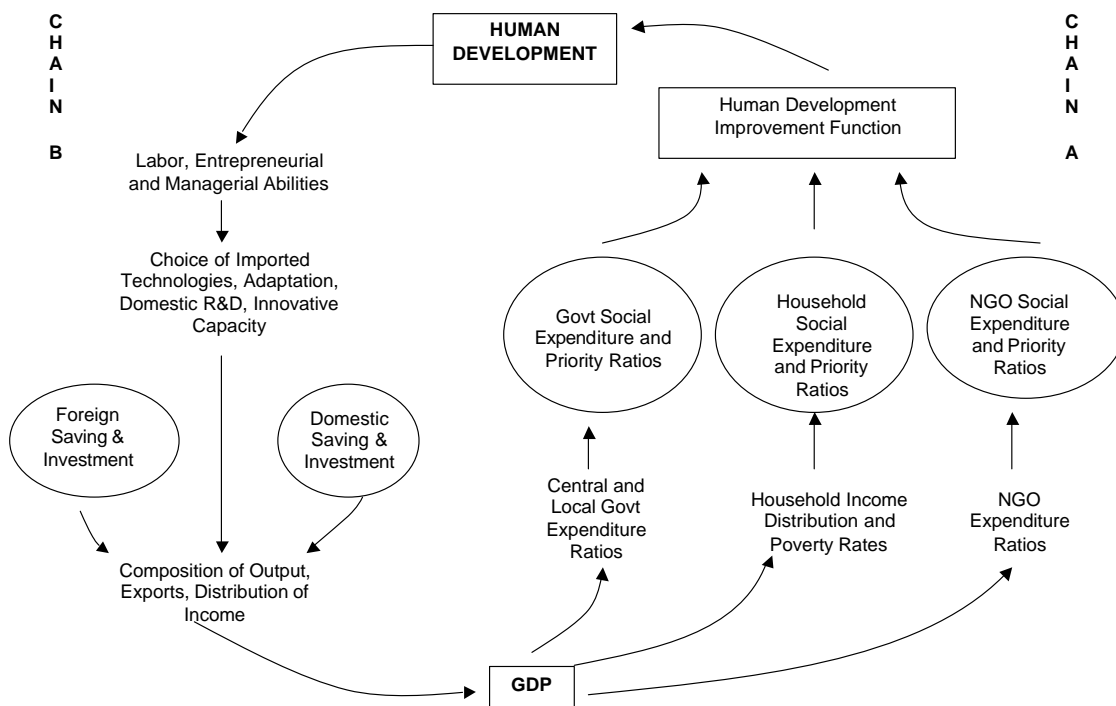 CHAIN B
HUMAN
DEVELOPMENT
CHAIN A
Human Development
Improvement Function
Labor, Entrepreneurial
and Managerial Abilities
Choice of Imported
Technologies, Adaptation,
Domestic R&D, Innovative
Capacity
Govt Social
Expenditure and
Priority Ratios
Household
Social
Expenditure
and Priority
Ratios
NGO Social
Expenditure
and Priority
Ratios
Foreign
Saving &
Investment
Domestic
Saving &
Investment
Central and
Local Govt
Expenditure
Ratios
Household Income
Distribution and
Poverty Rates
NGO
Expenditure
Ratios
Composition of Output,
Exports, Distribution of
Income
GDP